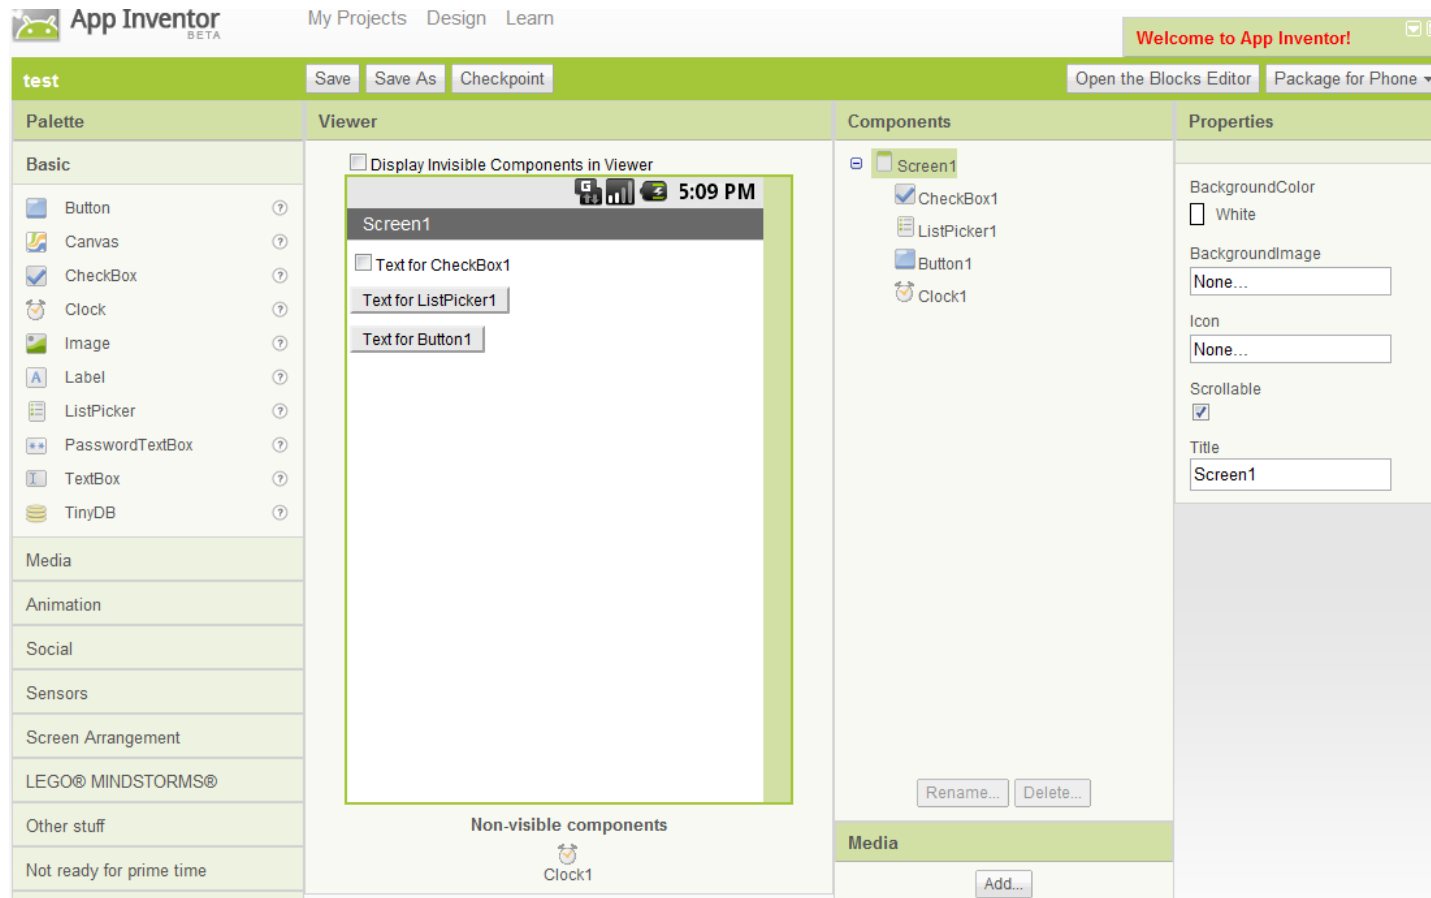 App Inventor
BETA
My Projects Design Learn
Welcome to App Inventor!
test
Save Save As Checkpoint
Open the Blocks Editor Package for Phone
Palette
Basic
Button ?
Canvas ?
CheckBox ?
Clock ?
Image ?
Label ?
ListPicker ?
PasswordTextBox ?
TextBox ?
TinyDB ?
Media
Animation
Social
Sensors
Screen Arrangement
LEGO® MINDSTORMS®
Other stuff
Not ready for prime time
Viewer
Display Invisible Components in Viewer
G 5:09 PM
Screen1
Text for CheckBox1
Text for ListPicker1
Text for Button1
Non-visible components
Clock1
Components
Screen1
CheckBox1
ListPicker1
Button1
Clock1
Rename... Delete...
Media
Add...
Properties
BackgroundColor
White
BackgroundImage
None...
Icon
None...
Scrollable
Title
Screen1